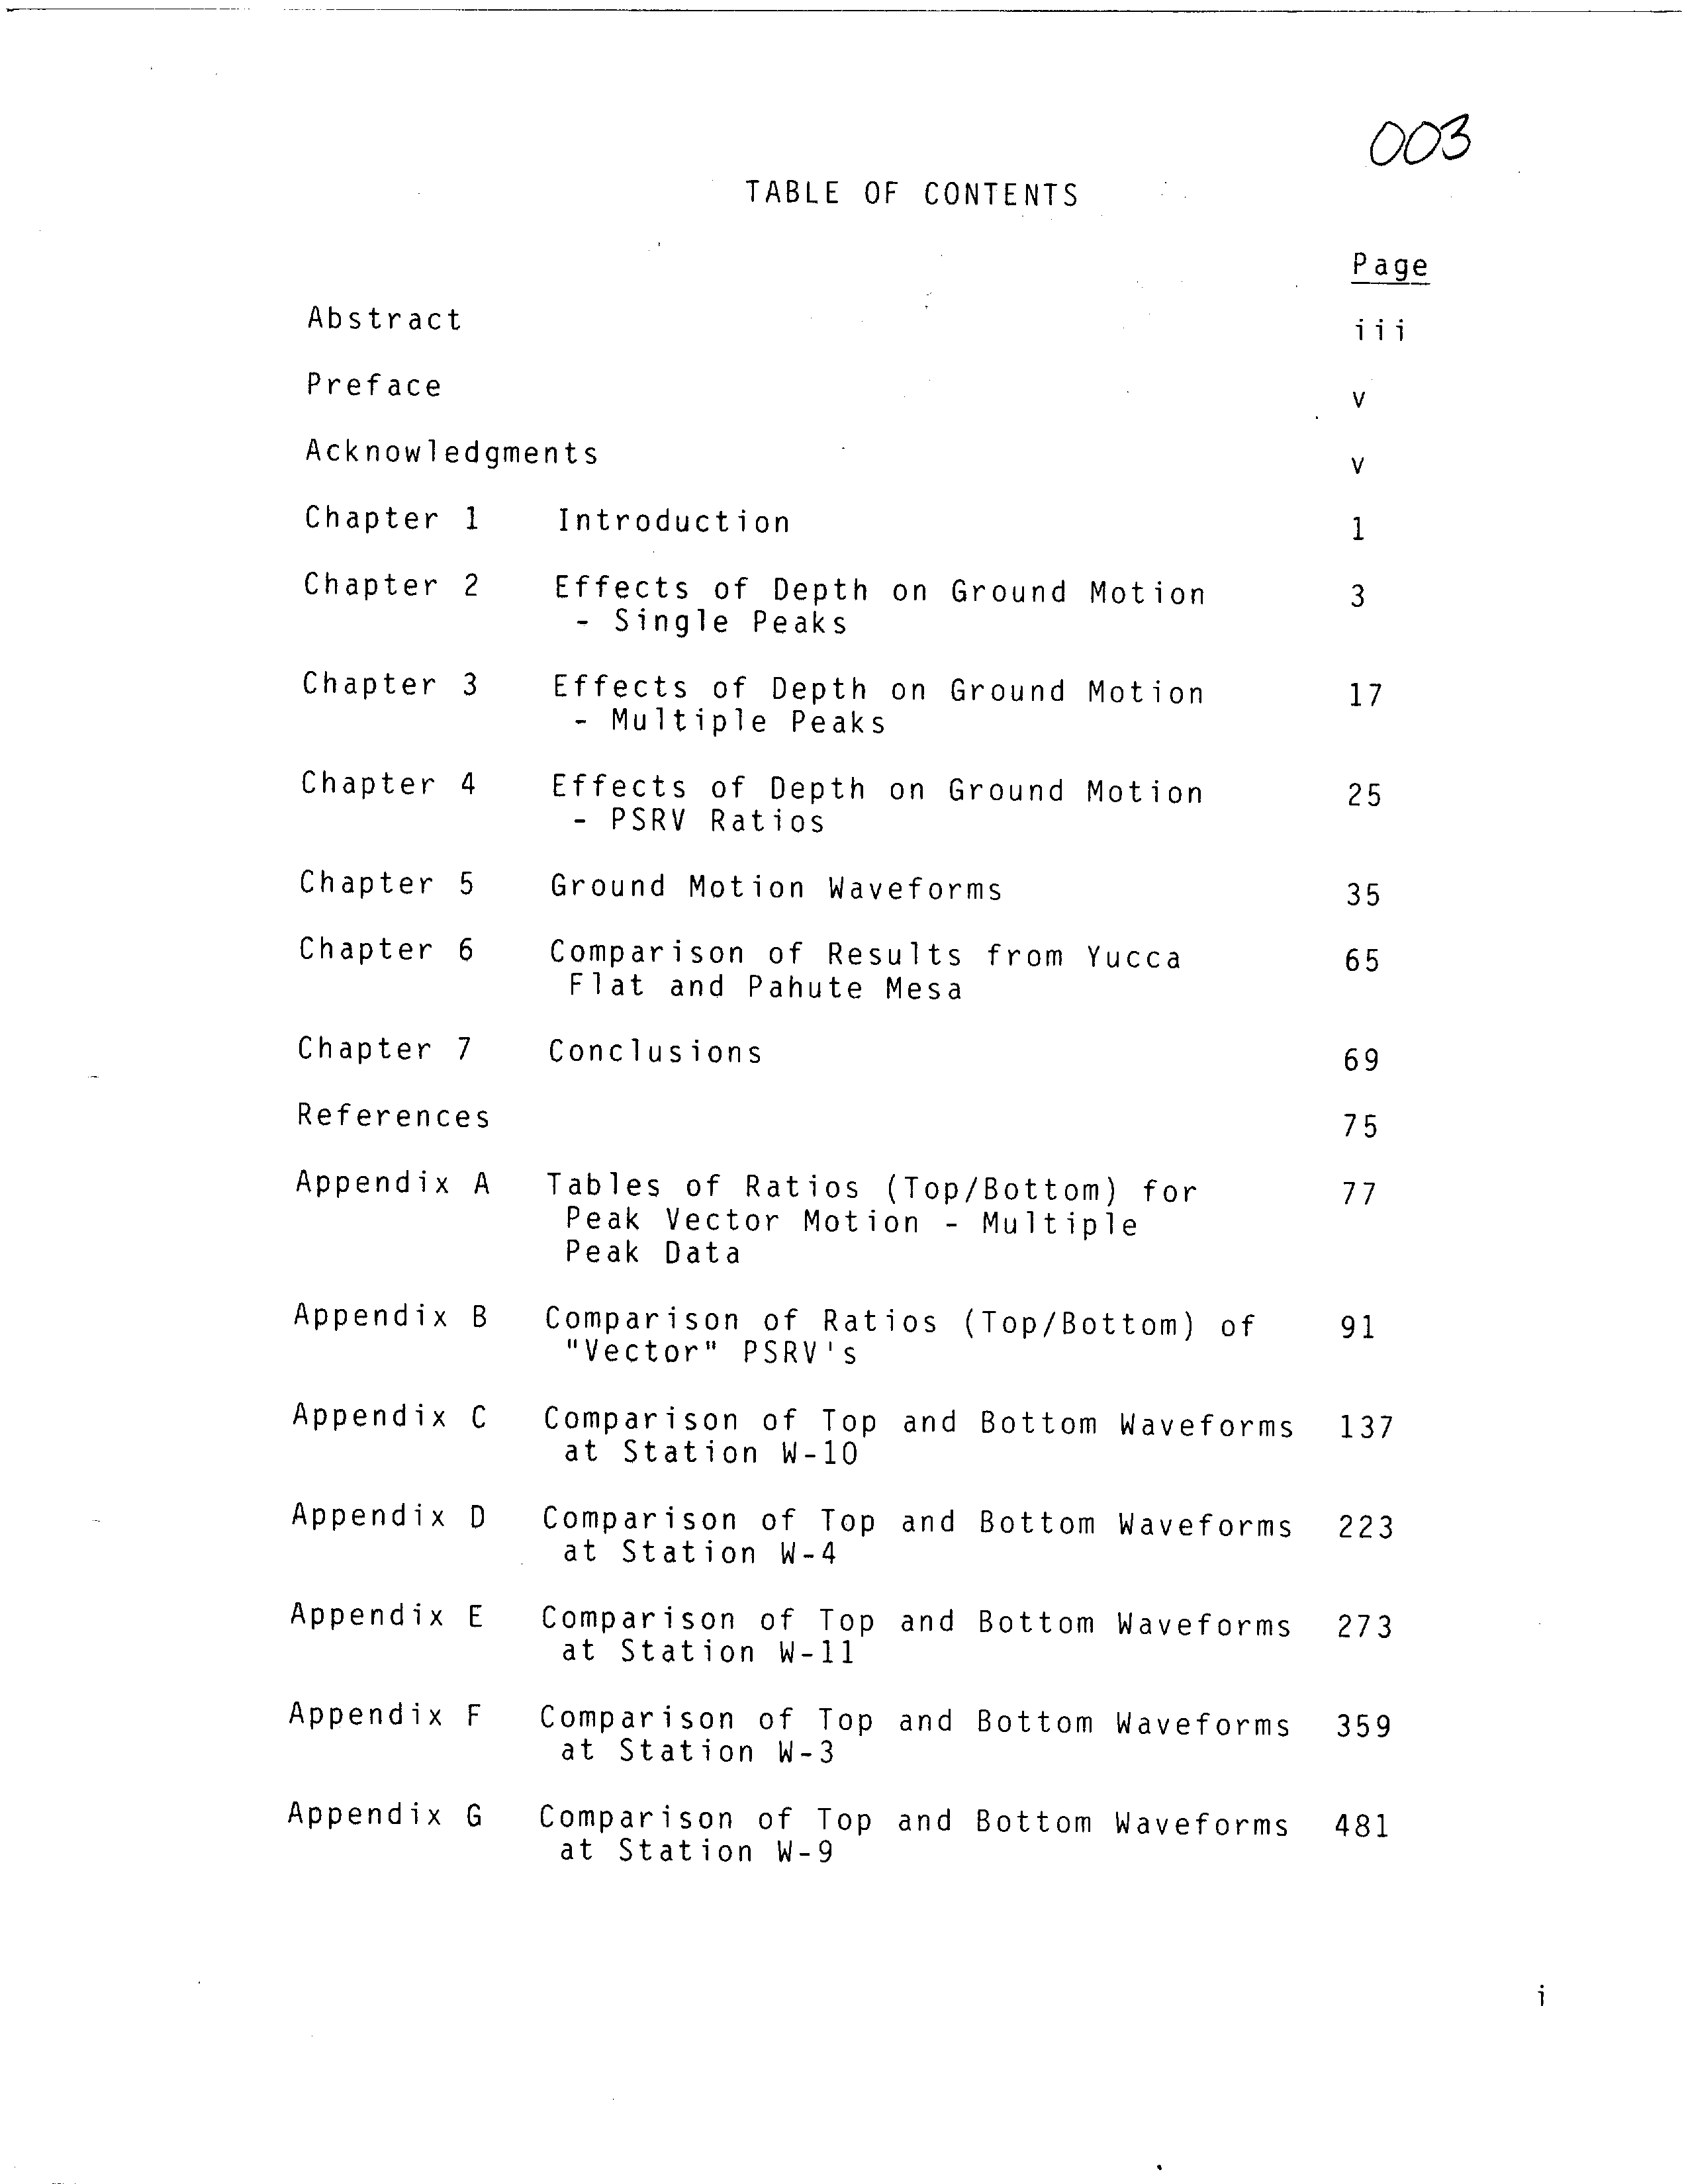 003
TABLE OF CONTENTS
Page
Abstract iii
Preface v
Acknowledgments v
Chapter 1 Introduction 1
Chapter 2 Effects of Depth on Ground Motion 3
- Single Peaks
Chapter 3 Effects of Depth on Ground Motion 17
- Multiple Peaks
Chapter 4 Effects of Depth on Ground Motion 25
- PSRV Ratios
Chapter 5 Ground Motion Waveforms 35
Chapter 6 Comparison of Results from Yucca 65
Flat and Pahute Mesa
Chapter 7 Conclusions 69
References 75
Appendix A Tables of Ratios (Top/Bottom) for 77
Peak Vector Motion - Multiple
Peak Data
Appendix B Comparison of Ratios (Top/Bottom) of 91
"Vector" PSRV's
Appendix C Comparison of Top and Bottom Waveforms 137
at Station W-10
Appendix D Comparison of Top and Bottom Waveforms 223
at Station W-4
Appendix E Comparison of Top and Bottom Waveforms 273
at Station W-11
Appendix F Comparison of Top and Bottom Waveforms 359
at Station W-3
Appendix G Comparison of Top and Bottom Waveforms 481
at Station W-9
i